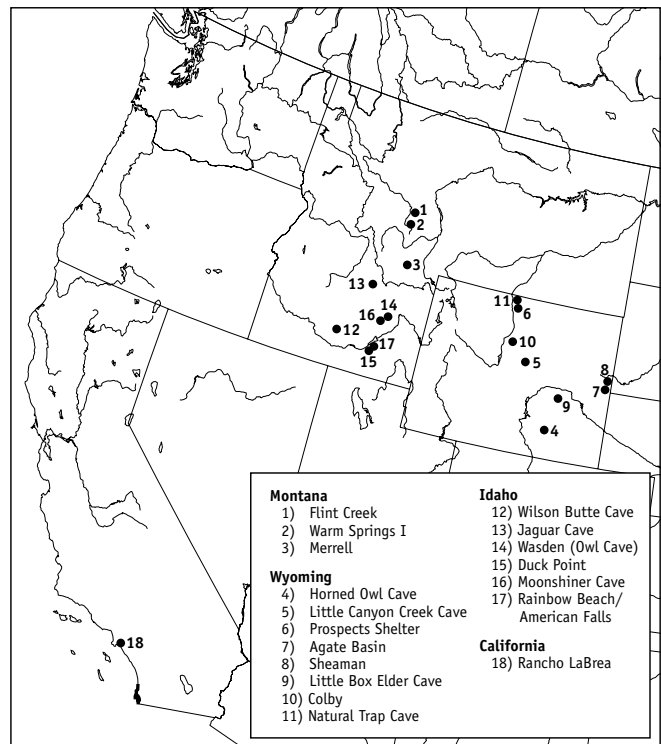 1
2
3
13
14
16
12
17
15
11
6
10
5
8
7
9
4
18
Montana
1) Flint Creek
2) Warm Springs I
3) Merrell
Wyoming
4) Horned Owl Cave
5) Little Canyon Creek Cave
6) Prospects Shelter
7) Agate Basin
8) Sheaman
9) Little Box Elder Cave
10) Colby
11) Natural Trap Cave
Idaho
12) Wilson Butte Cave
13) Jaguar Cave
14) Wasden (Owl Cave)
15) Duck Point
16) Moonshiner Cave
17) Rainbow Beach/
American Falls
California
18) Rancho LaBrea